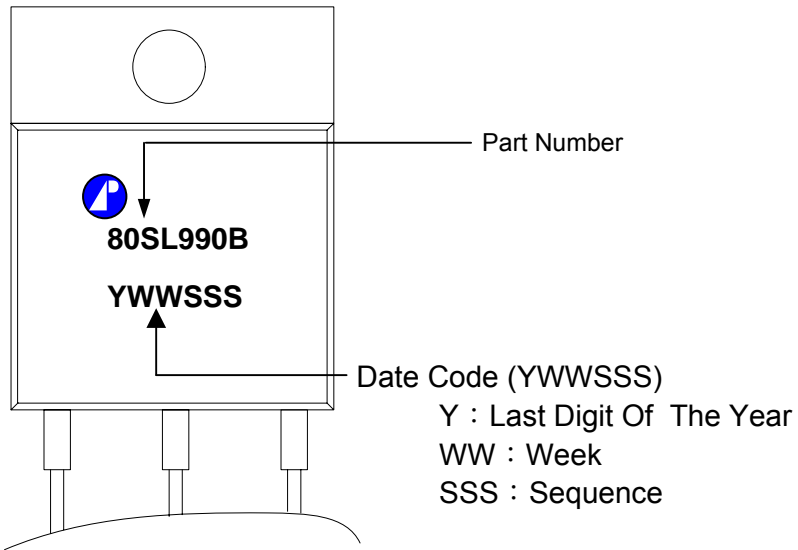 Part Number
80SL990B
YWWSSS
Date Code (YWWSSS)
Y：Last Digit Of The Year
WW：Week
SSS：Sequence